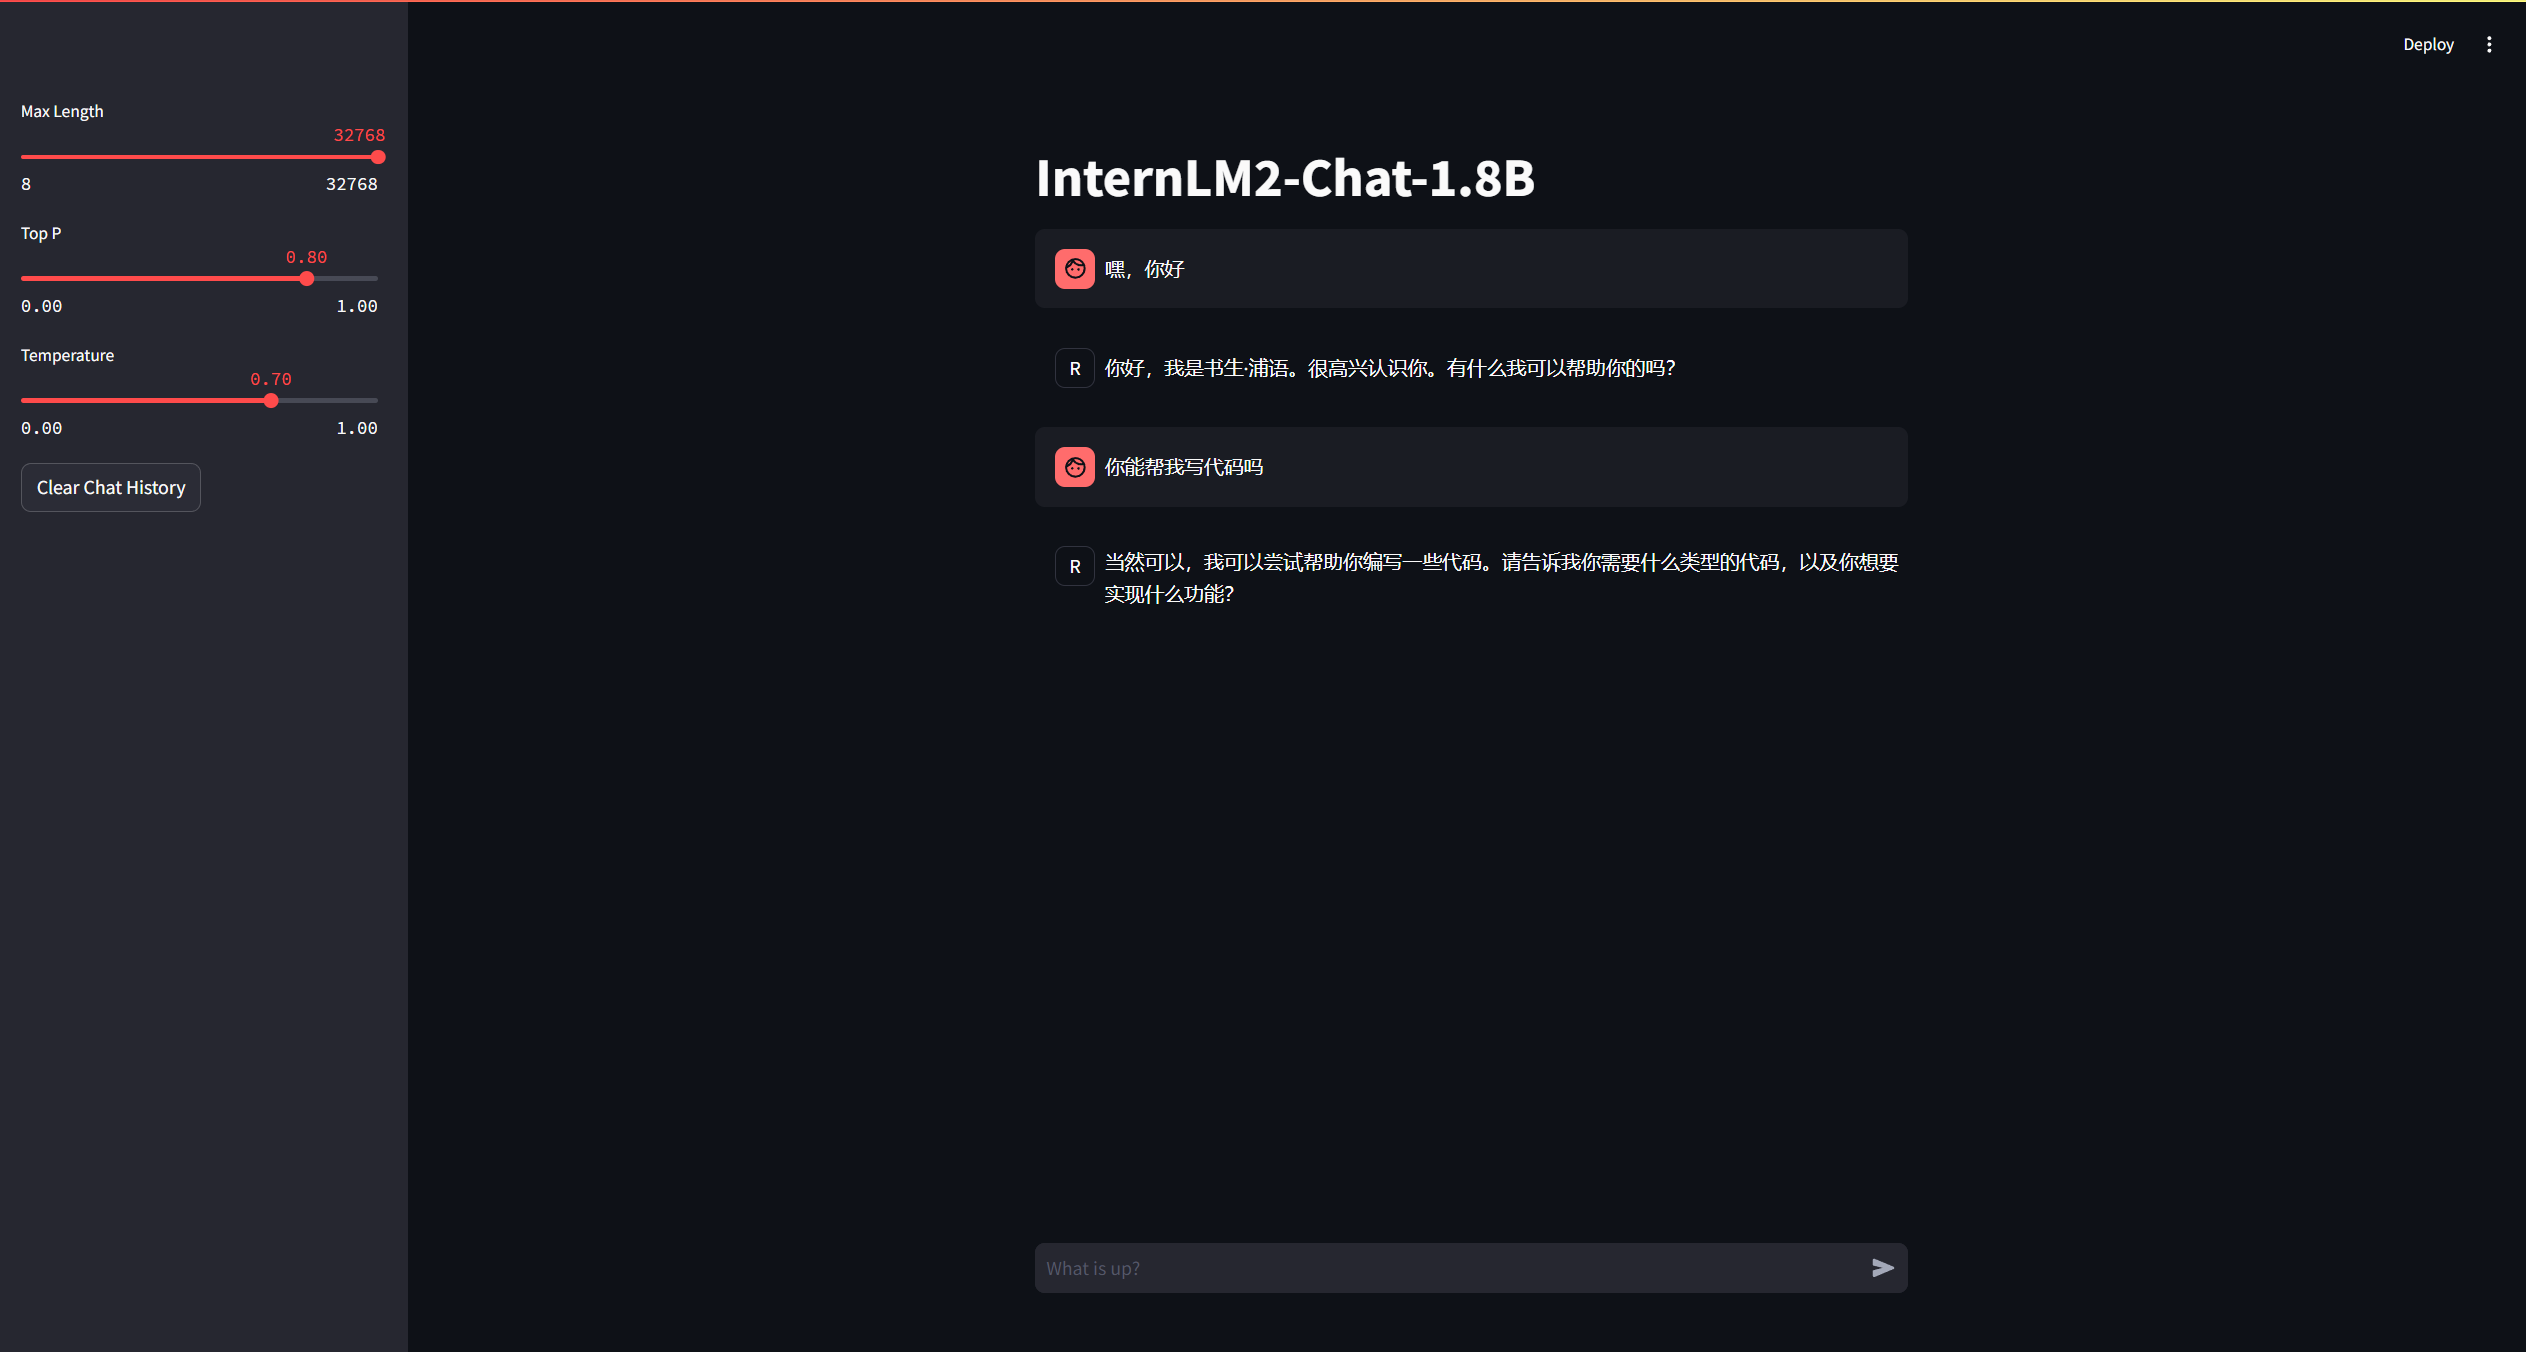 Deploy
Max Length
32768
8 32768
Top P
0.80
0.00 1.00
Temperature
0.70
0.00 1.00
Clear Chat History
InternLM2-Chat-1.8B
嘿，你好
R 你好，我是书生·浦语。很高兴认识你。有什么我可以帮助你的吗？
你能帮我写代码吗
R 当然可以，我可以尝试帮助你编写一些代码。请告诉我你需要什么类型的代码，以及你想要
实现什么功能？
What is up?